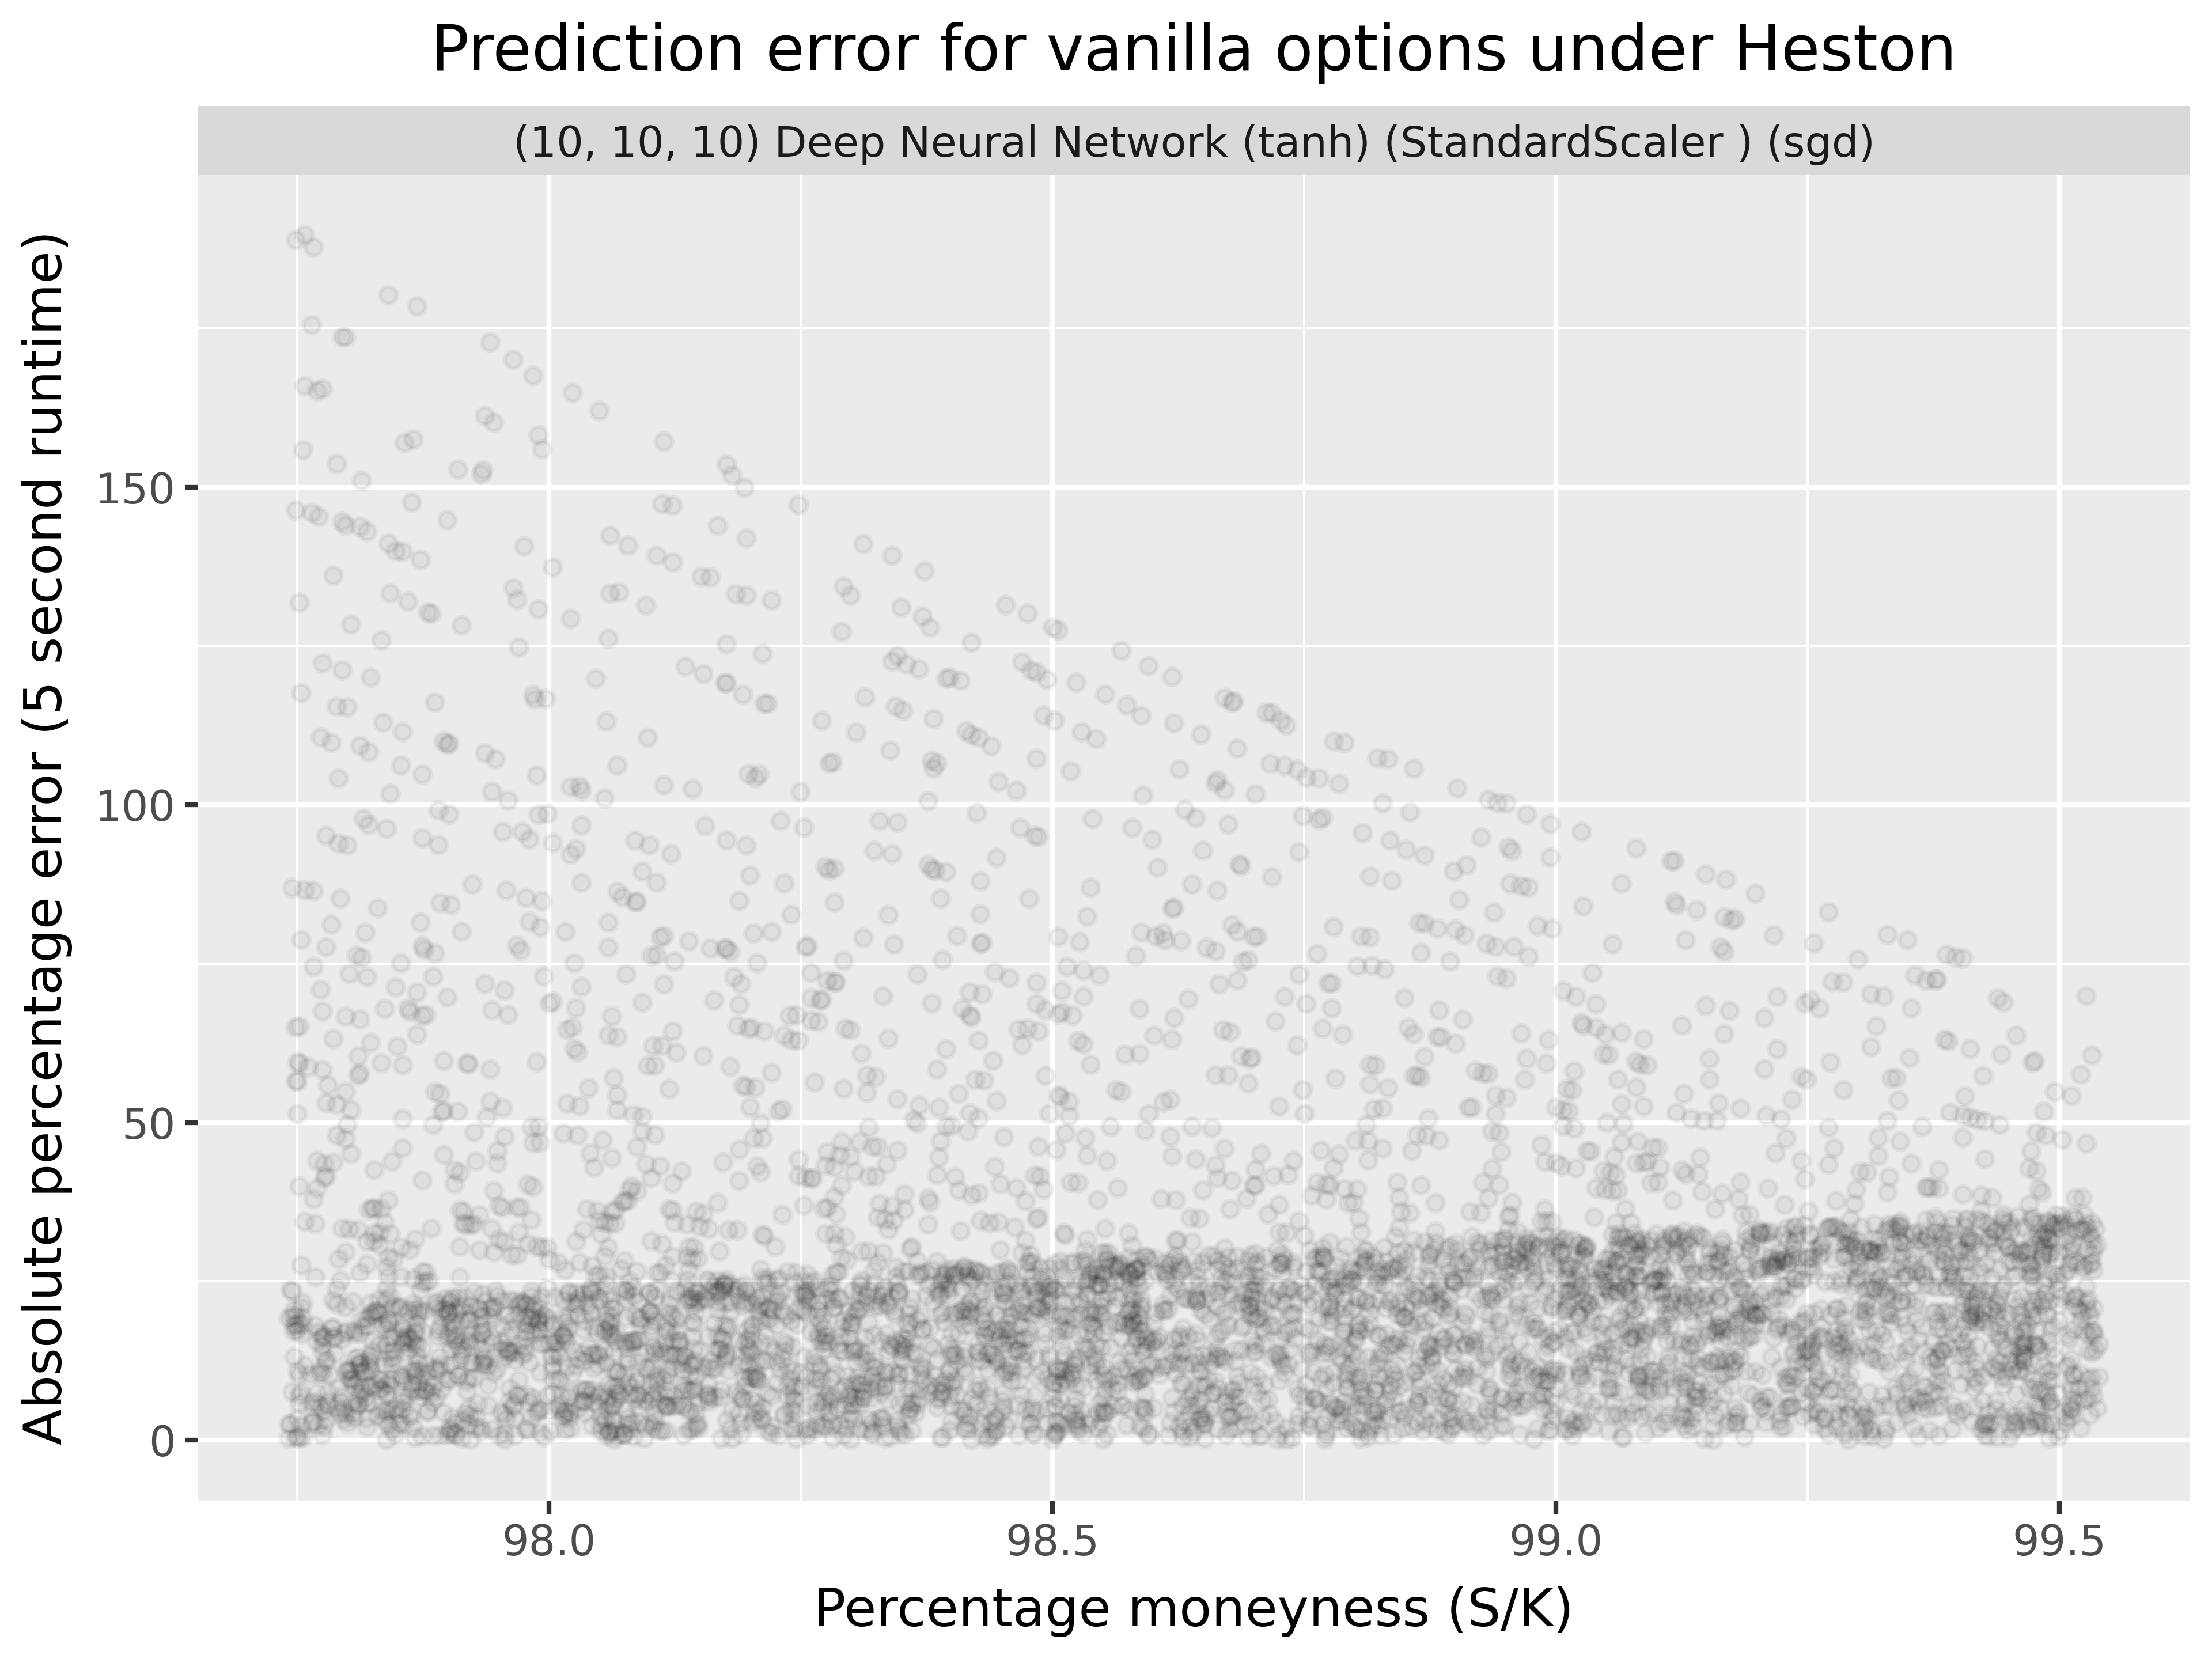 Prediction error for vanilla options under Heston
(10, 10, 10) Deep Neural Network (tanh) (StandardScaler ) (sgd)
Absolute percentage error (5 second runtime)
150
100
50
0
98.0 98.5 99.0 99.5
Percentage moneyness (S/K)